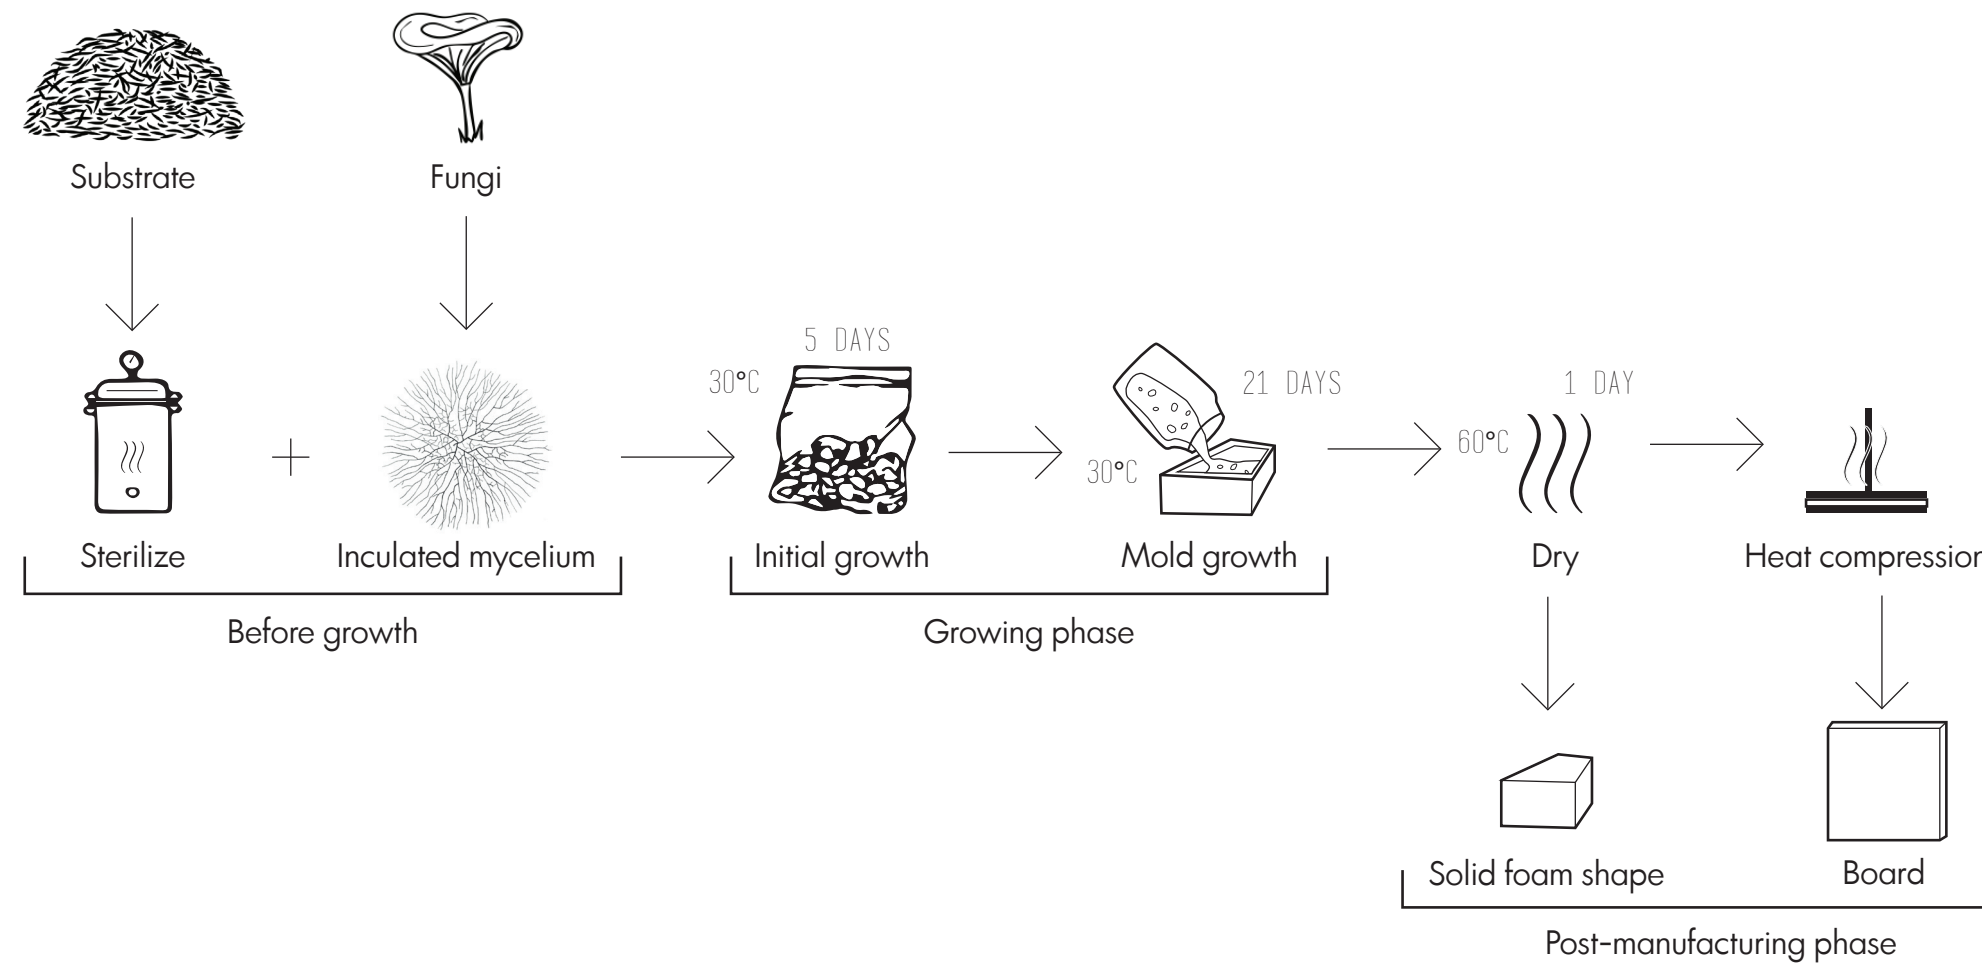 Substrate
Fungi
5 DAYS
30°C
21 DAYS
30°C
1 DAY
60°C
Sterilize
+
Inculated mycelium
Initial growth
Mold growth
Dry
Heat compression
Before growth
Growing phase
Solid foam shape
Board
Post-manufacturing phase